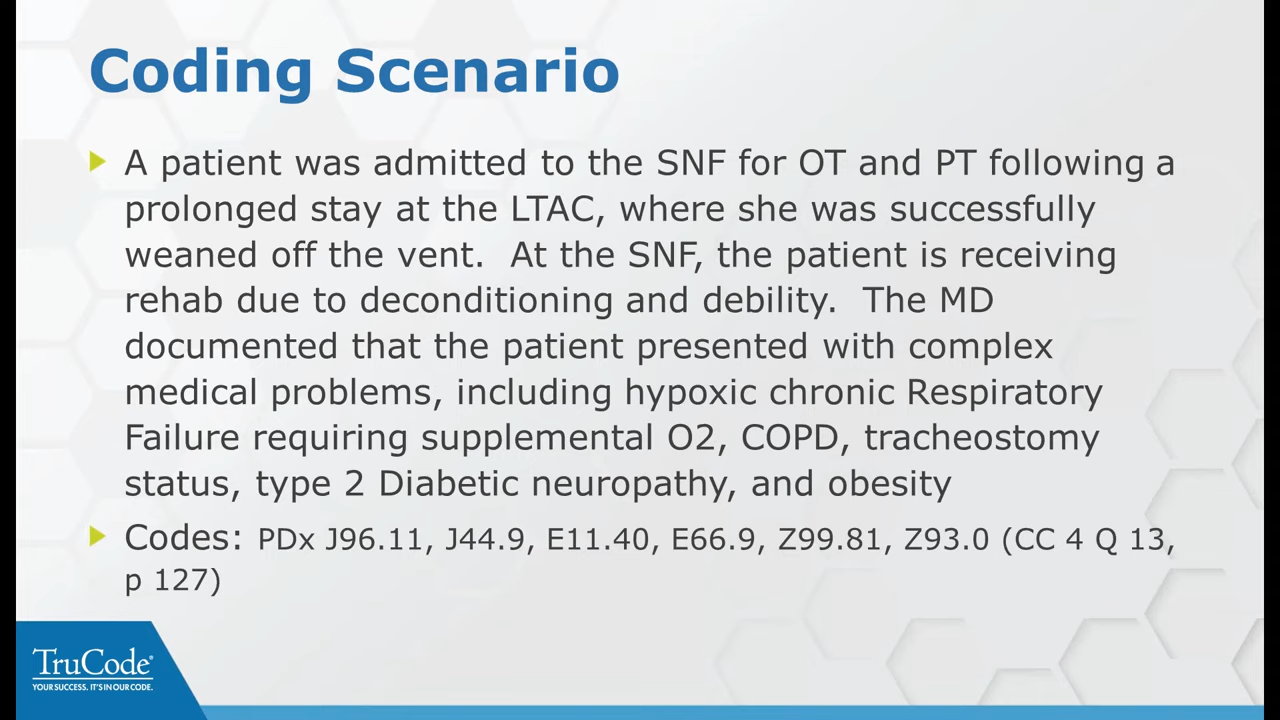 Coding Scenario
A patient was admitted to the SNF for OT and PT following a
prolonged stay at the LTAC, where she was successfully
weaned off the vent.  At the SNF, the patient is receiving
rehab due to deconditioning and debility.  The MD
documented that the patient presented with complex
medical problems, including hypoxic chronic Respiratory
Failure requiring supplemental O2, COPD, tracheostomy
status, type 2 Diabetic neuropathy, and obesity
Codes: PDx J96.11, J44.9, E11.40, E66.9, Z99.81, Z93.0 (CC 4 Q 13,
p 127)
TruCode®
YOUR SUCCESS. IT'S IN OUR CODE.